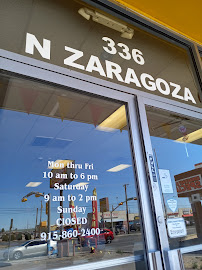 336
N ZARAGOZA
Mon thru Fri
10 am to 6 pm
Saturday
9 am to 2 pm
Sunday
CLOSED
915-860-2400